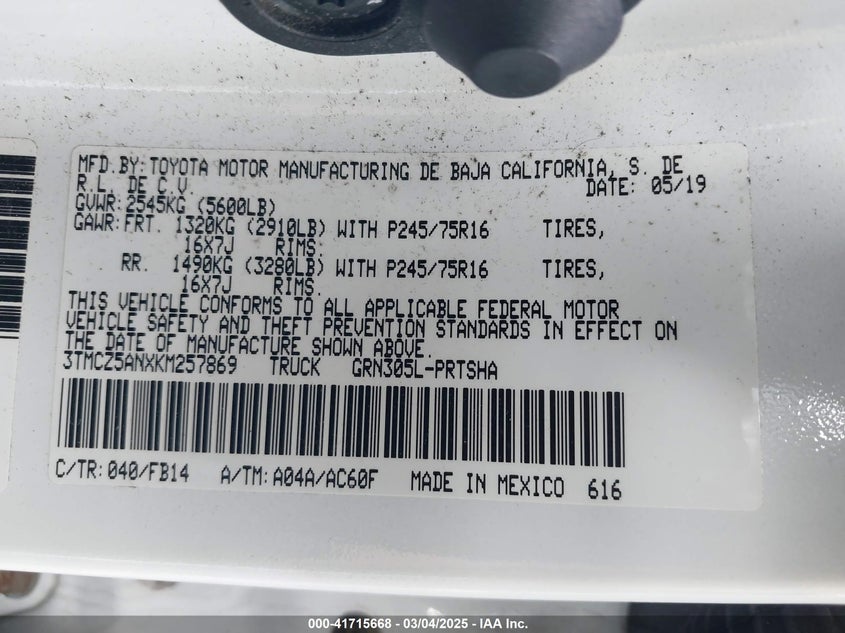 MFD.BY:TOYOTA MOTOR MANUFACTURING DE BAJA CALIFORNIA, S. DE
R.L. DE C.V. DATE: 05/19
GVWR:2545KG (5600LB)
GAWR:FRT. 1320KG (2910LB) WITH P245/75R16 TIRES,
16X7J RIMS.
RR. 1490KG (3280LB) WITH P245/75R16 TIRES,
16X7J RIMS.
THIS VEHICLE CONFORMS TO ALL APPLICABLE FEDERAL MOTOR
VEHICLE SAFETY AND THEFT PREVENTION STANDARDS IN EFFECT ON
THE DATE OF MANUFACTURE SHOWN ABOVE.
3TMCZ5ANXKM257869 TRUCK GRN305L-PRTSHA
C/TR:040/FB14 A/TM:A04A/AC60F MADE IN MEXICO 616
000-41715668 — 03/04/2025 — IAA Inc.